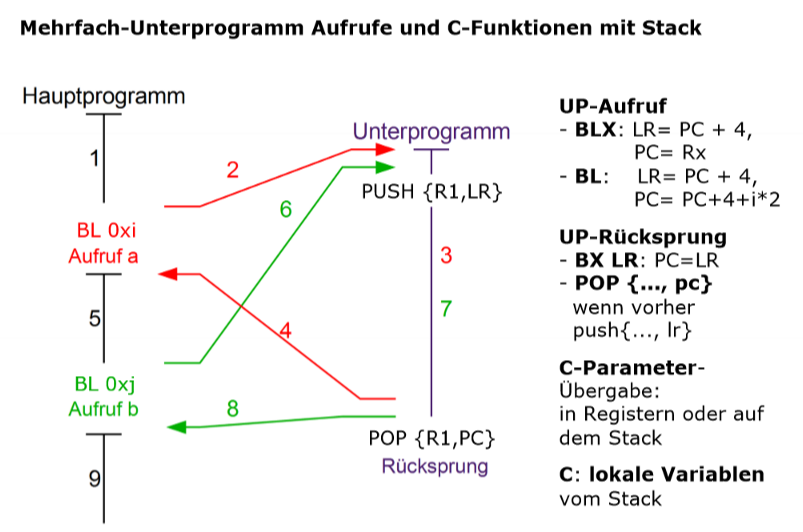 Mehrfach-Unterprogramm Aufrufe und C-Funktionen mit Stack
Hauptprogramm
1
BL 0xi
Aufruf a
5
BL 0xj
Aufruf b
9
2
6
4
8
Unterprogramm
PUSH {R1,LR}
3
7
POP {R1,PC}
Rücksprung
UP-Aufruf
- BLX: LR= PC + 4,
PC= Rx
- BL: LR= PC + 4,
PC= PC+4+i*2
UP-Rücksprung
- BX LR: PC=LR
- POP {…, pc}
wenn vorher
push{…, lr}
C-Parameter-
Übergabe:
in Registern oder auf
dem Stack
C: lokale Variablen
vom Stack